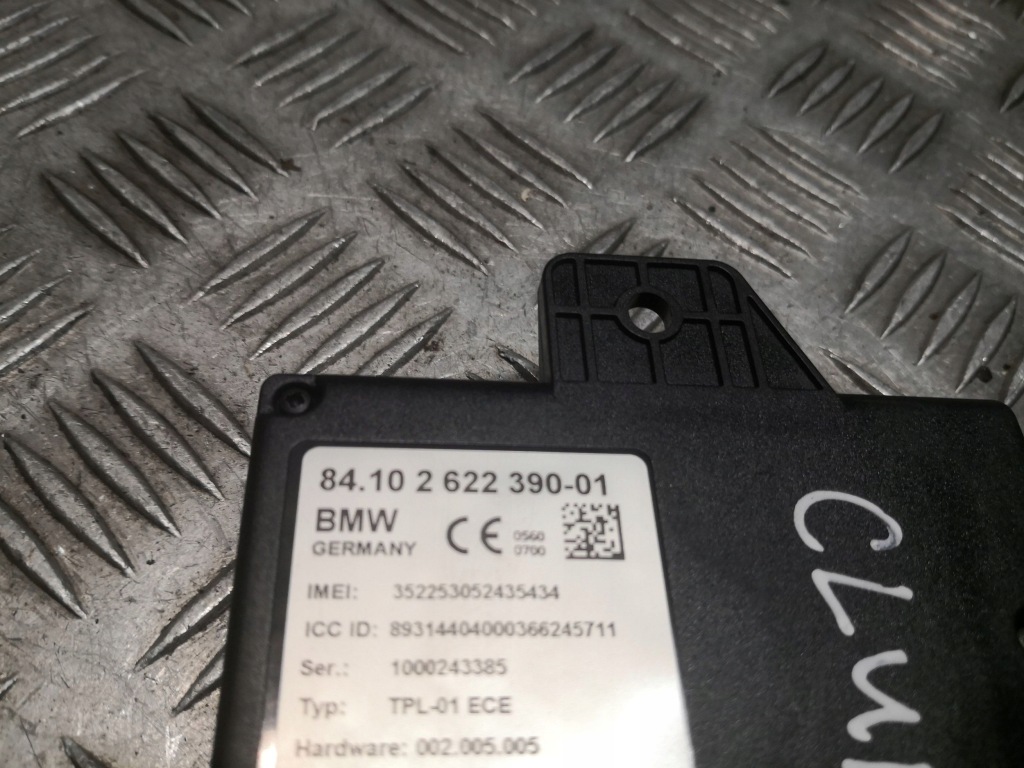 84.10 2 622 390-01
BMW
GERMANY
CE 0560
0700
IMEI: 352253052435434
ICC ID: 89314404000366245711
Ser.: 1000243385
Typ: TPL-01 ECE
Hardware: 002.005.005